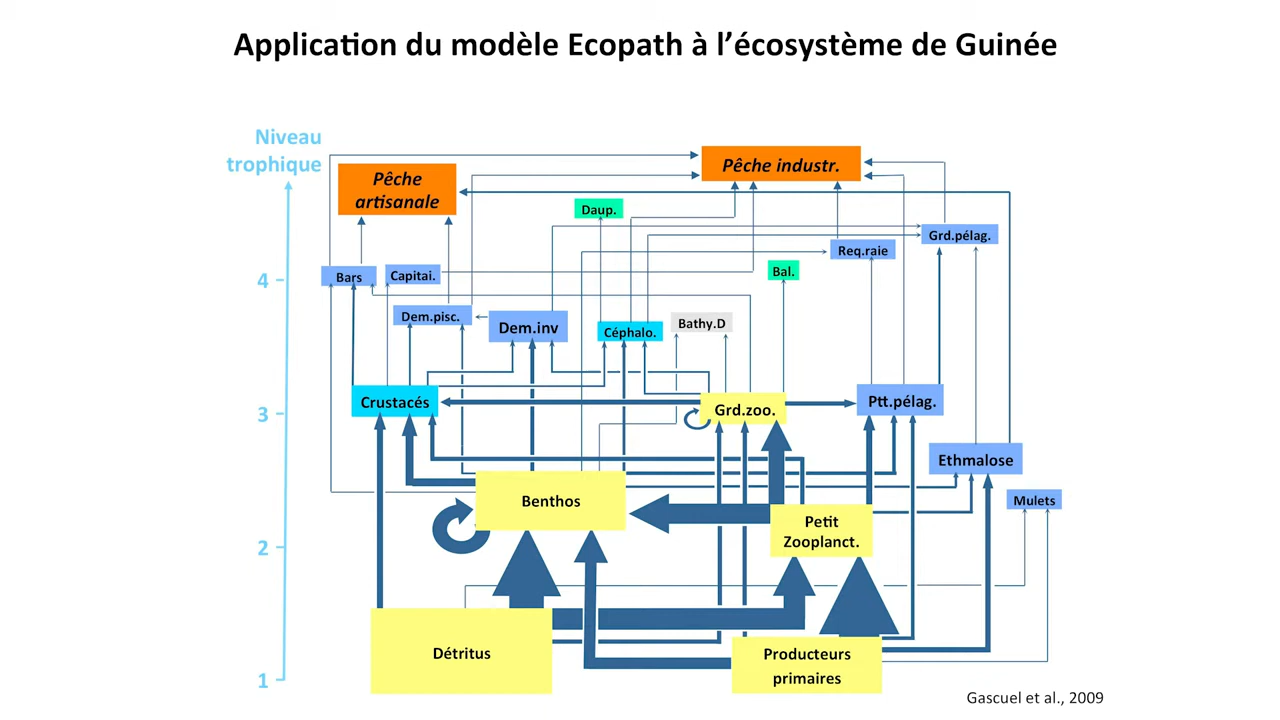 Application du modèle Ecopath à l’écosystème de Guinée
Niveau
trophique
Pêche
artisanale
Pêche industr.
Daup.
Grd.pélag.
Req.raie
Bars
Capitai.
Bal.
4
Dem.pisc.
Dem.inv
Céphalo.
Bathy.D
Crustacés
Grd.zoo.
Ptt.pélag.
3
Ethmalose
Benthos
Mulets
Petit
Zooplanct.
2
Détritus
Producteurs
primaires
1
Gascuel et al., 2009